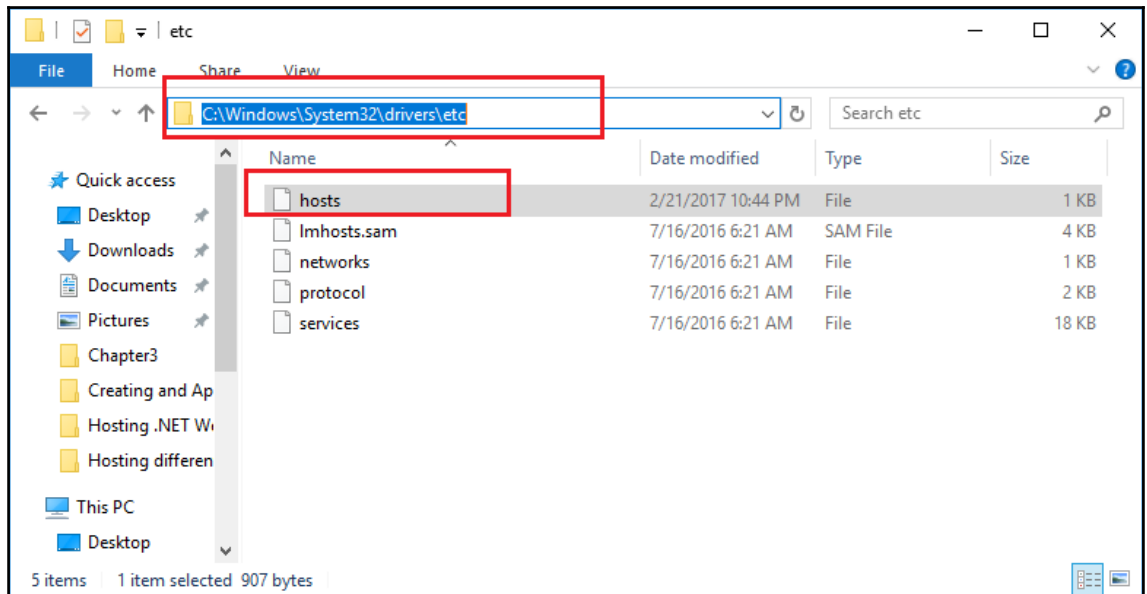 etc
File Home Share View
C:\Windows\System32\drivers\etc
Search etc
Name Date modified Type Size
Quick access
Desktop
Downloads
Documents
Pictures
Chapter3
Creating and Ap
Hosting .NET W
Hosting differen
This PC
Desktop
hosts 2/21/2017 10:44 PM File 1 KB
lmhosts.sam 7/16/2016 6:21 AM SAM File 4 KB
networks 7/16/2016 6:21 AM File 1 KB
protocol 7/16/2016 6:21 AM File 2 KB
services 7/16/2016 6:21 AM File 18 KB
5 items 1 item selected 907 bytes